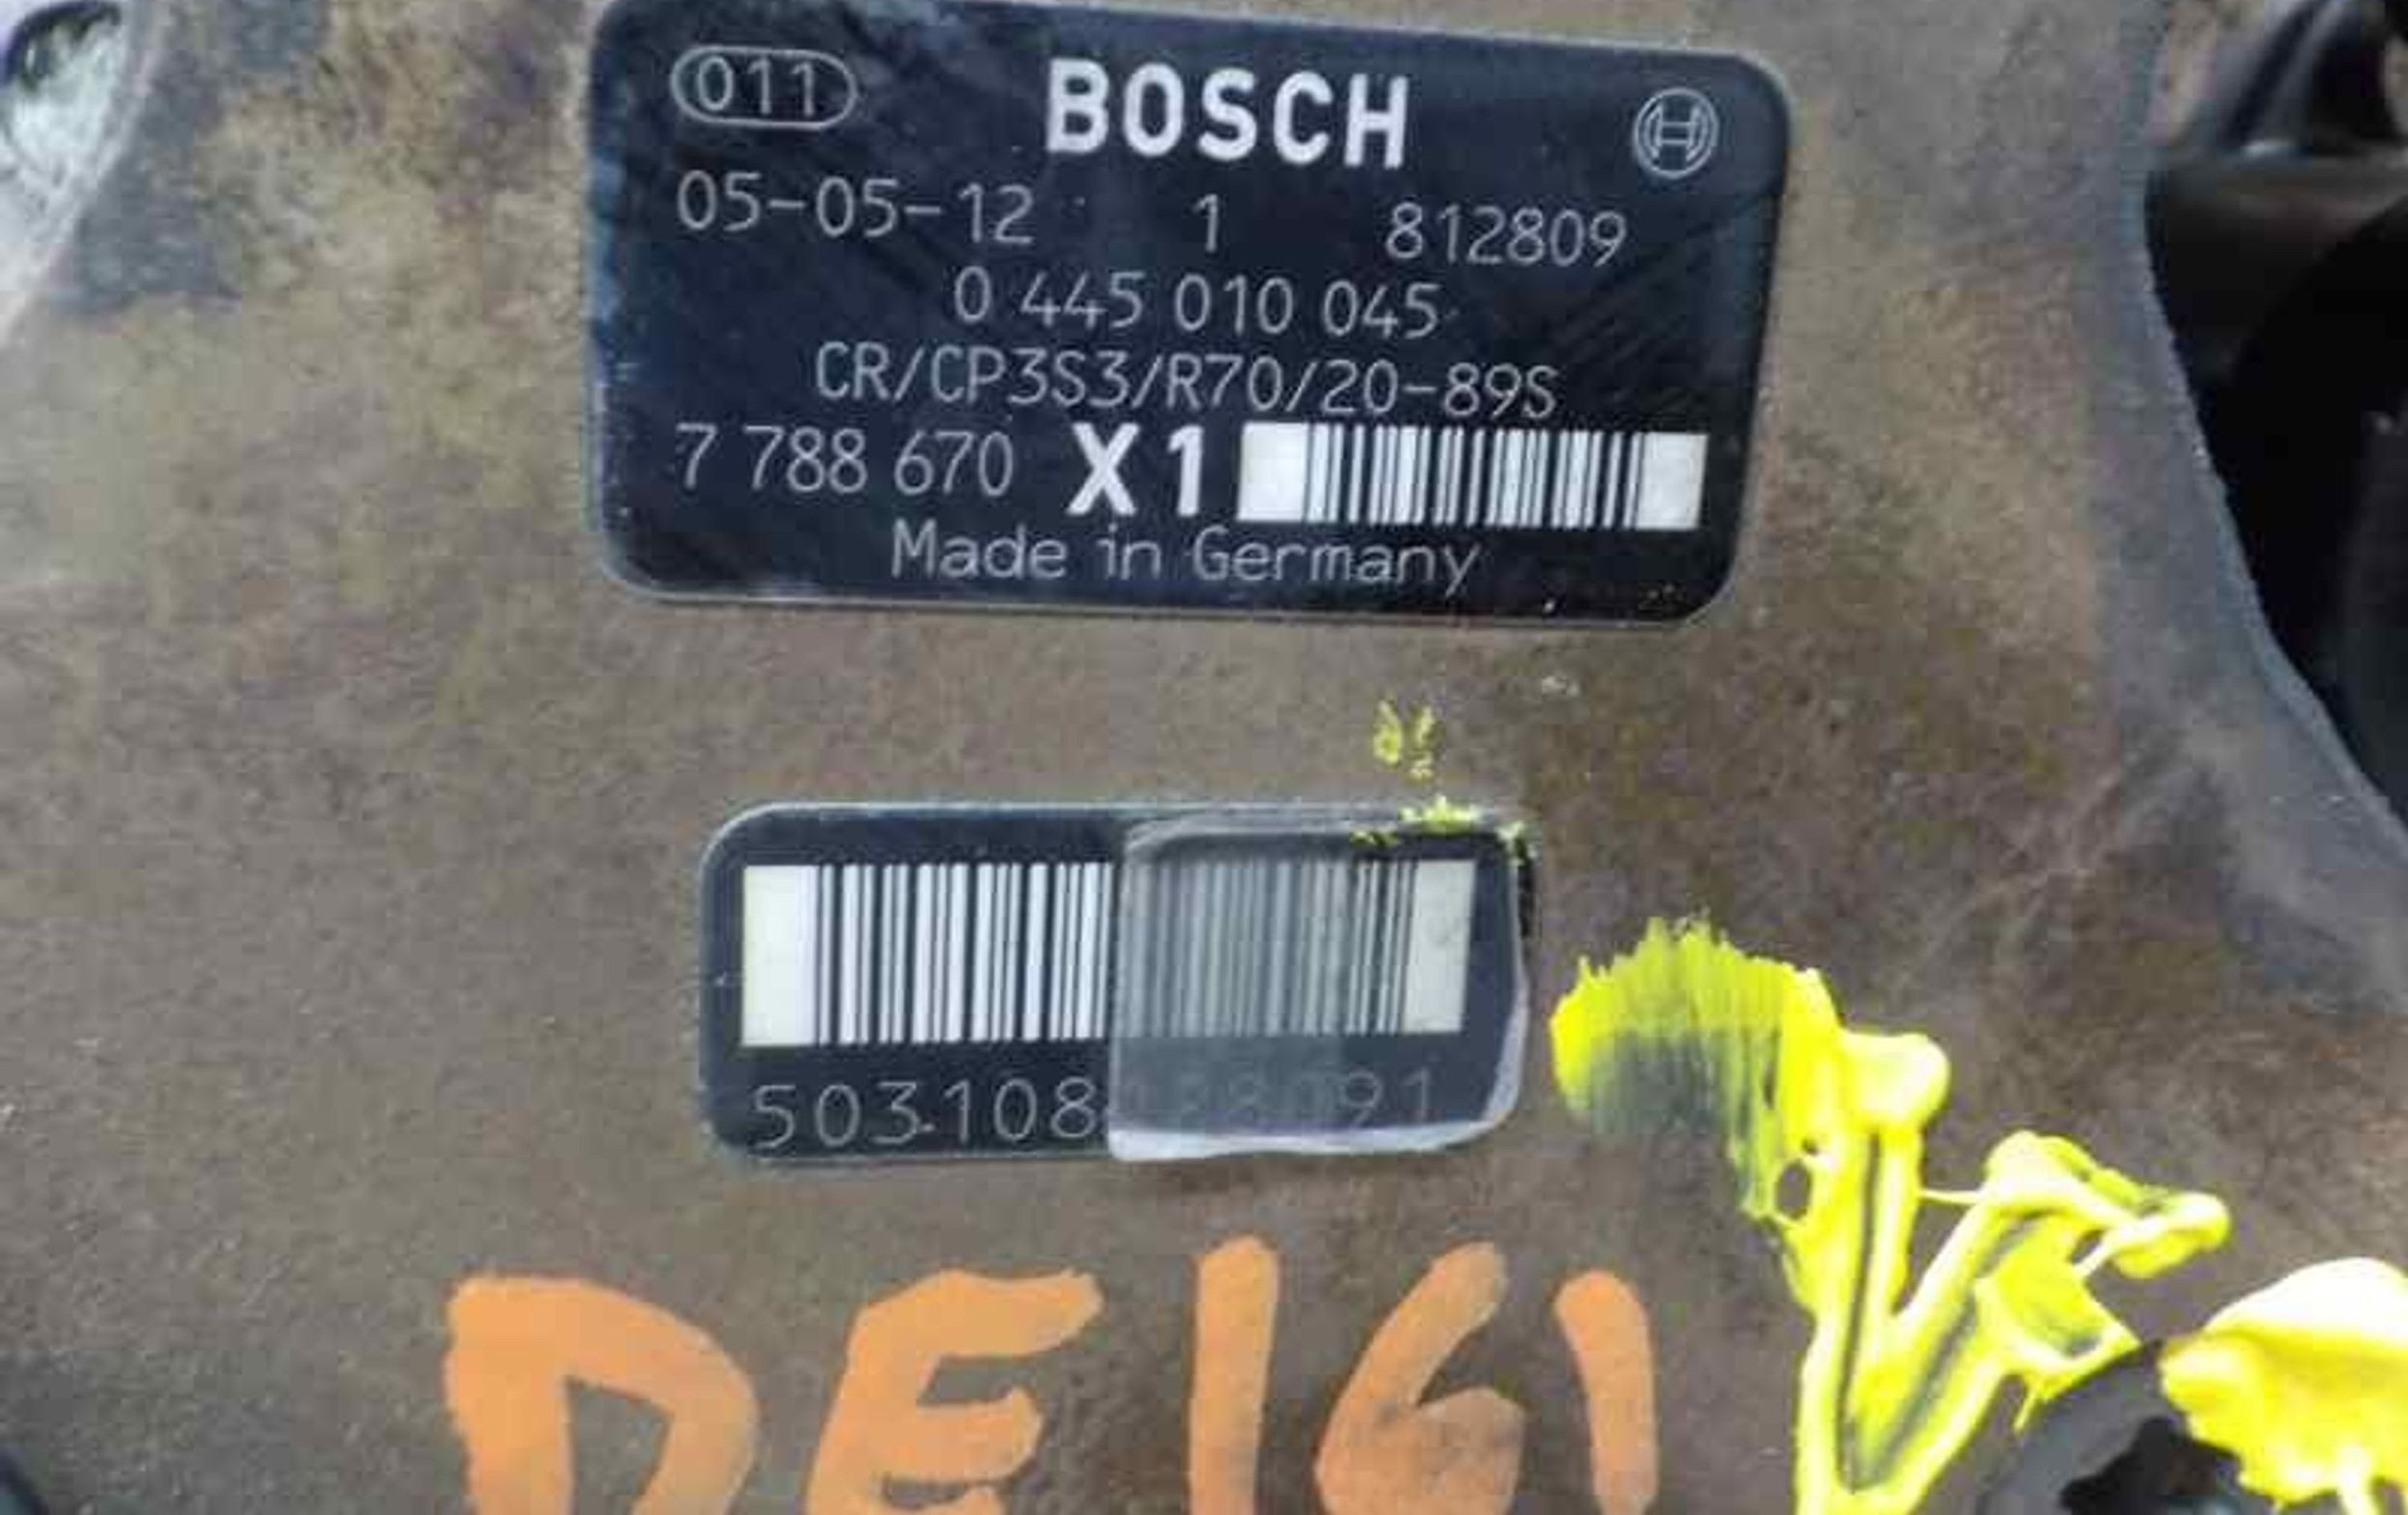 011 BOSCH
05-05-12 1 812809
0 445 010 045
CR/CP3S3/R70/20-89S
7 788 670 X1
Made in Germany
DE161